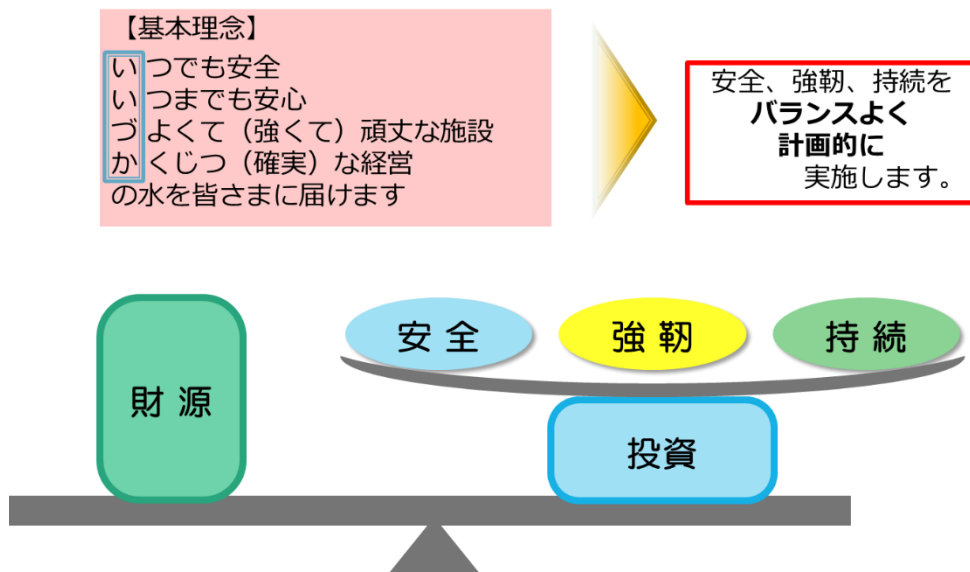 【基本理念】
いつでも安全
いつまでも安心
づよくて（強くて）頑丈な施設
かくじつ（確実）な経営
の水を皆さまに届けます
安全、強靭、持続を
バランスよく
計画的に
実施します。
安全
強靭
持続
財源
投資